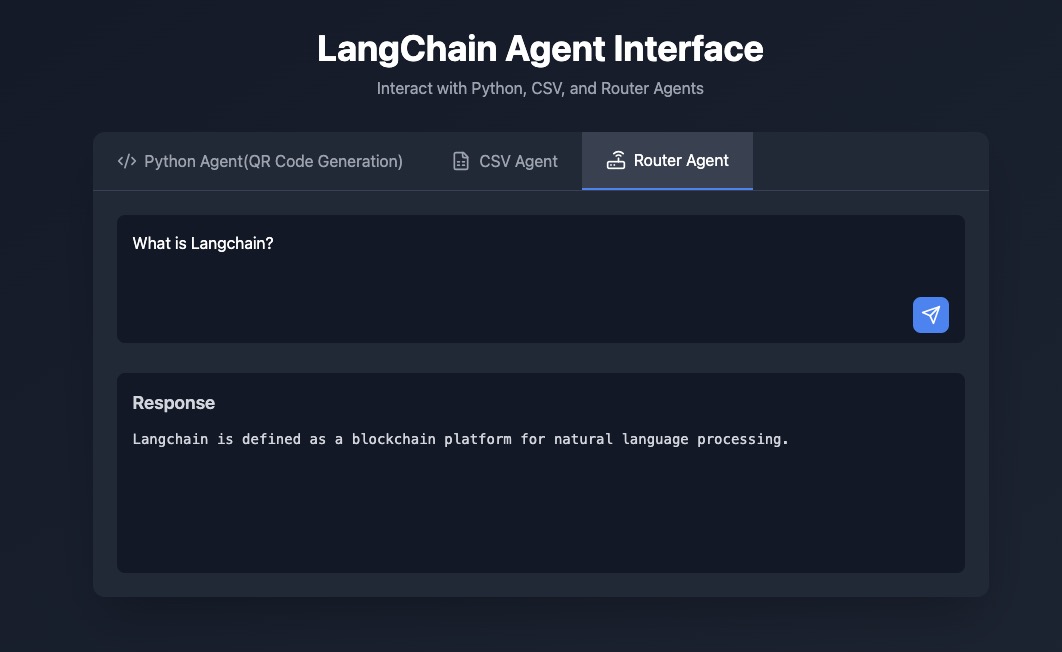 LangChain Agent Interface
Interact with Python, CSV, and Router Agents
</> Python Agent(QR Code Generation) CSV Agent Router Agent
What is Langchain?
Response
Langchain is defined as a blockchain platform for natural language processing.